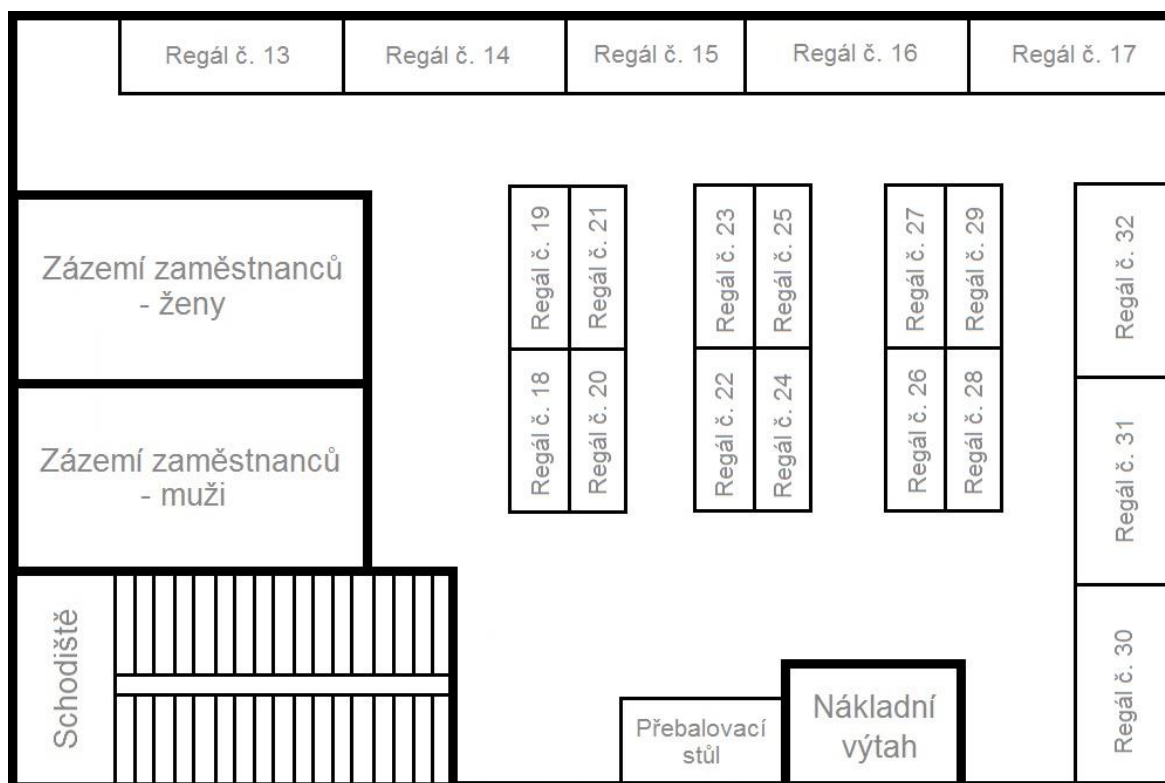 Regál č. 13
Regál č. 14
Regál č. 15
Regál č. 16
Regál č. 17
Zázemí zaměstnanců
- ženy
Regál č. 19
Regál č. 21
Regál č. 23
Regál č. 25
Regál č. 27
Regál č. 29
Regál č. 32
Zázemí zaměstnanců
- muži
Regál č. 18
Regál č. 20
Regál č. 22
Regál č. 24
Regál č. 26
Regál č. 28
Regál č. 31
Schodiště
Přebalovací
stůl
Nákladní
výtah
Regál č. 30